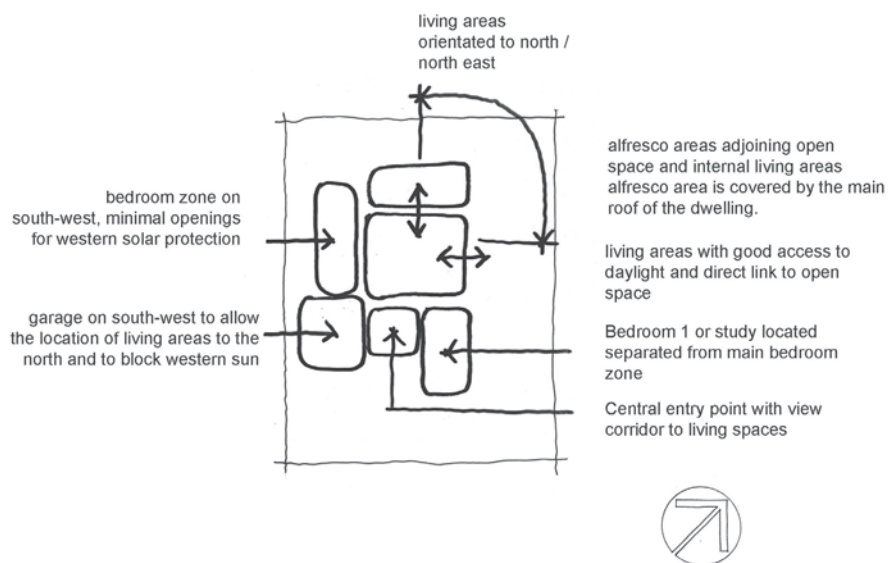 living areas
orientated to north /
north east
bedroom zone on
south-west, minimal openings
for western solar protection
garage on south-west to allow
the location of living areas to the
north and to block western sun
alfresco areas adjoining open
space and internal living areas
alfresco area is covered by the main
roof of the dwelling.
living areas with good access to
daylight and direct link to open
space
Bedroom 1 or study located
separated from main bedroom
zone
Central entry point with view
corridor to living spaces